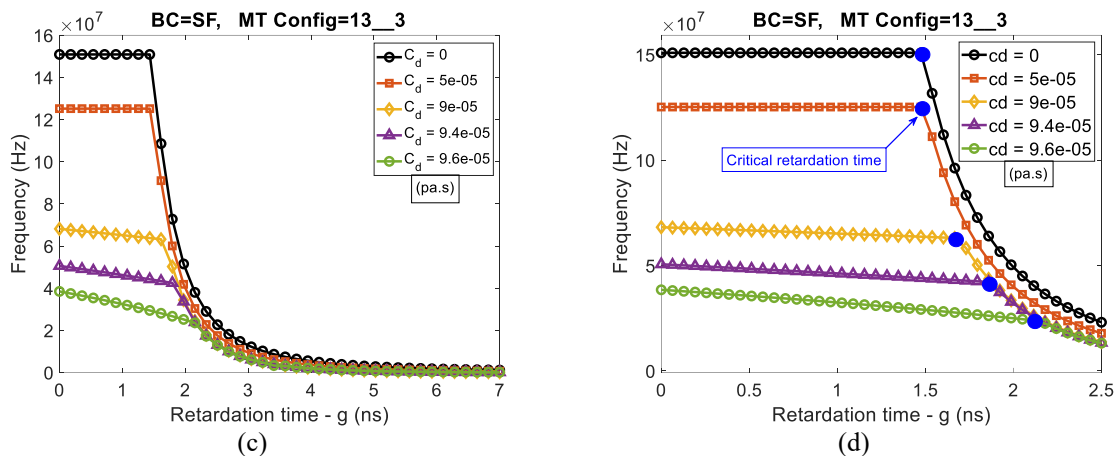 BC=SF, MT Config=13__3
×10⁷
16
14
12
10
8
6
4
2
0
Frequency (Hz)
C_d = 0
C_d = 5e-05
C_d = 9e-05
C_d = 9.4e-05
C_d = 9.6e-05
(pa.s)
0 1 2 3 4 5 6 7
Retardation time - g (ns)
(c)
BC=SF, MT Config=13__3
×10⁷
15
10
5
0
Frequency (Hz)
cd = 0
cd = 5e-05
cd = 9e-05
cd = 9.4e-05
cd = 9.6e-05
(pa.s)
Critical retardation time
0 0.5 1 1.5 2 2.5
Retardation time - g (ns)
(d)